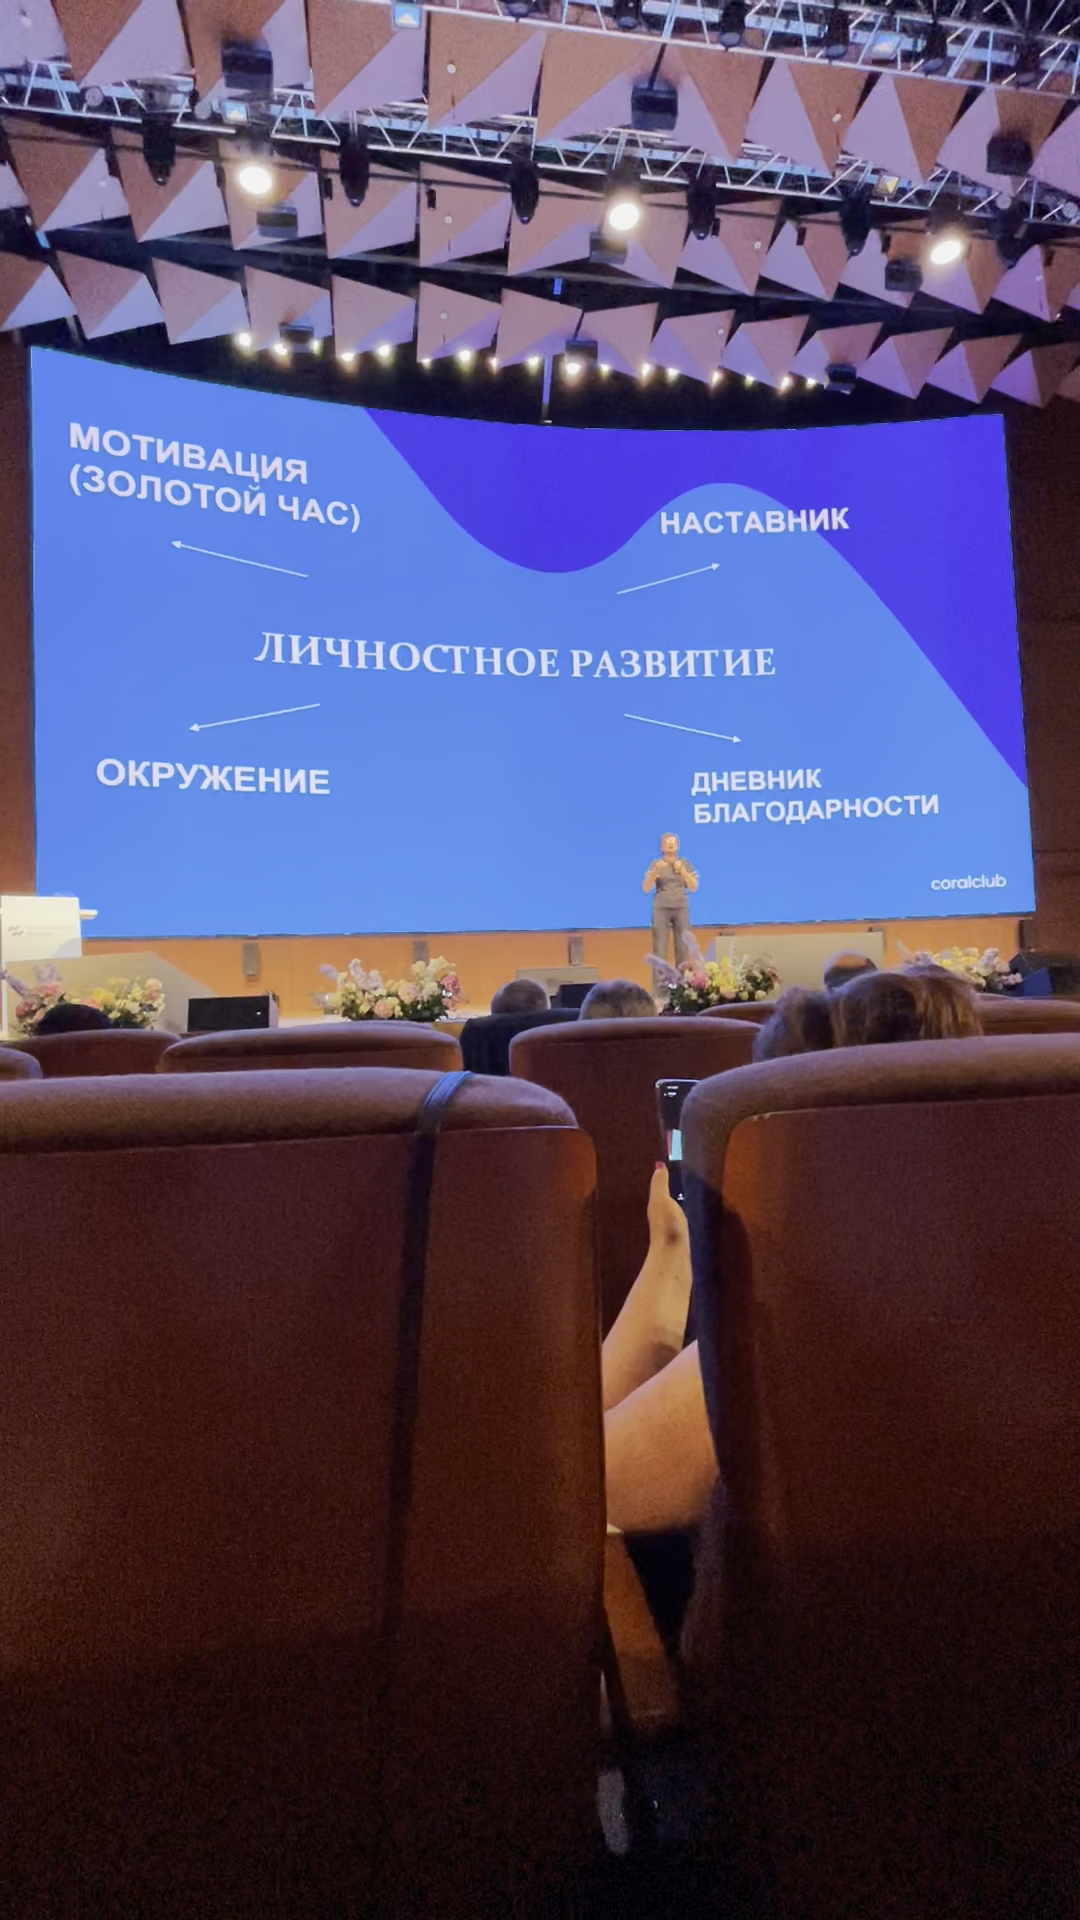 МОТИВАЦИЯ
(ЗОЛОТОЙ ЧАС)
НАСТАВНИК
ЛИЧНОСТНОЕ РАЗВИТИЕ
ОКРУЖЕНИЕ
ДНЕВНИК
БЛАГОДАРНОСТИ
coralclub